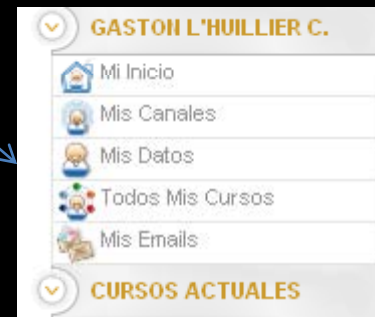 GASTON L'HUILLIER C.
Mi Inicio
Mis Canales
Mis Datos
Todos Mis Cursos
Mis Emails
CURSOS ACTUALES